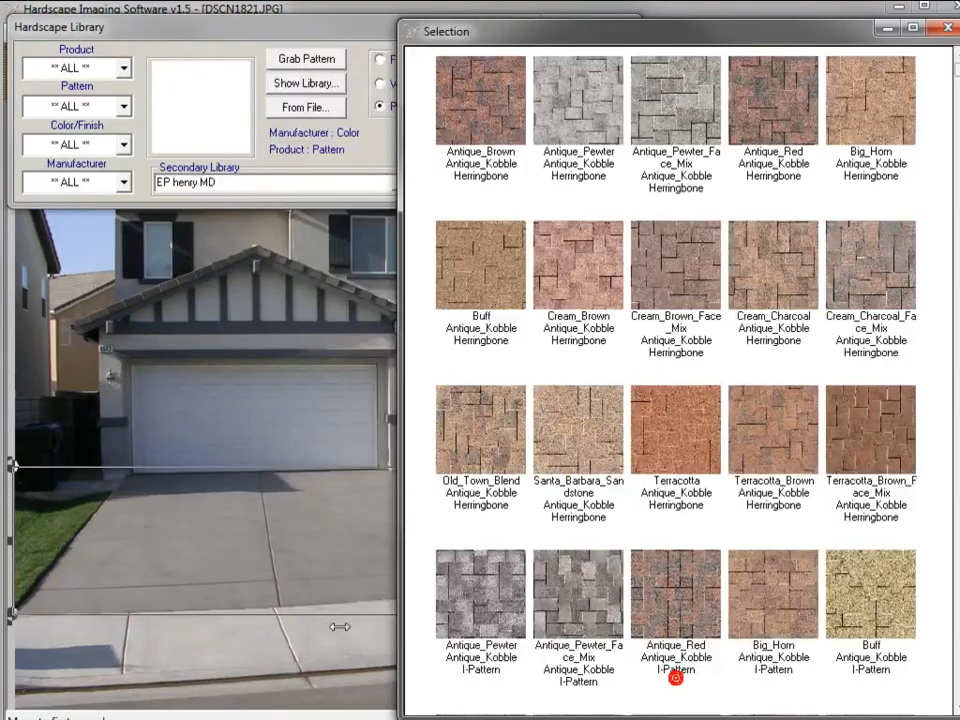 Hardscape Imaging Software v1.5 - [DSCN1821.JPG]
Hardscape Library
Product
** ALL **
Pattern
** ALL **
Color/Finish
** ALL **
Manufacturer
** ALL **
Grab Pattern
Show Library...
From File...
Manufacturer : Color
Product : Pattern
Secondary Library
EP henry MD
Selection
Antique_Brown
Antique_Kobble
Herringbone
Antique_Pewter
Antique_Kobble
Herringbone
Antique_Pewter_Fa
ce_Mix
Antique_Kobble
Herringbone
Antique_Red
Antique_Kobble
Herringbone
Big_Horn
Antique_Kobble
Herringbone
Buff
Antique_Kobble
Herringbone
Cream_Brown
Antique_Kobble
Herringbone
Cream_Brown_Face
_Mix
Antique_Kobble
Herringbone
Cream_Charcoal
Antique_Kobble
Herringbone
Cream_Charcoal_Fa
ce_Mix
Antique_Kobble
Herringbone
Old_Town_Blend
Antique_Kobble
Herringbone
Santa_Barbara_San
dstone
Antique_Kobble
Herringbone
Terracotta
Antique_Kobble
Herringbone
Terracotta_Brown
Antique_Kobble
Herringbone
Terracotta_Brown_F
ace_Mix
Antique_Kobble
Herringbone
Antique_Pewter
Antique_Kobble
I-Pattern
Antique_Pewter_Fa
ce_Mix
Antique_Kobble
I-Pattern
Antique_Red
Antique_Kobble
I-Pattern
Big_Horn
Antique_Kobble
I-Pattern
Buff
Antique_Kobble
I-Pattern